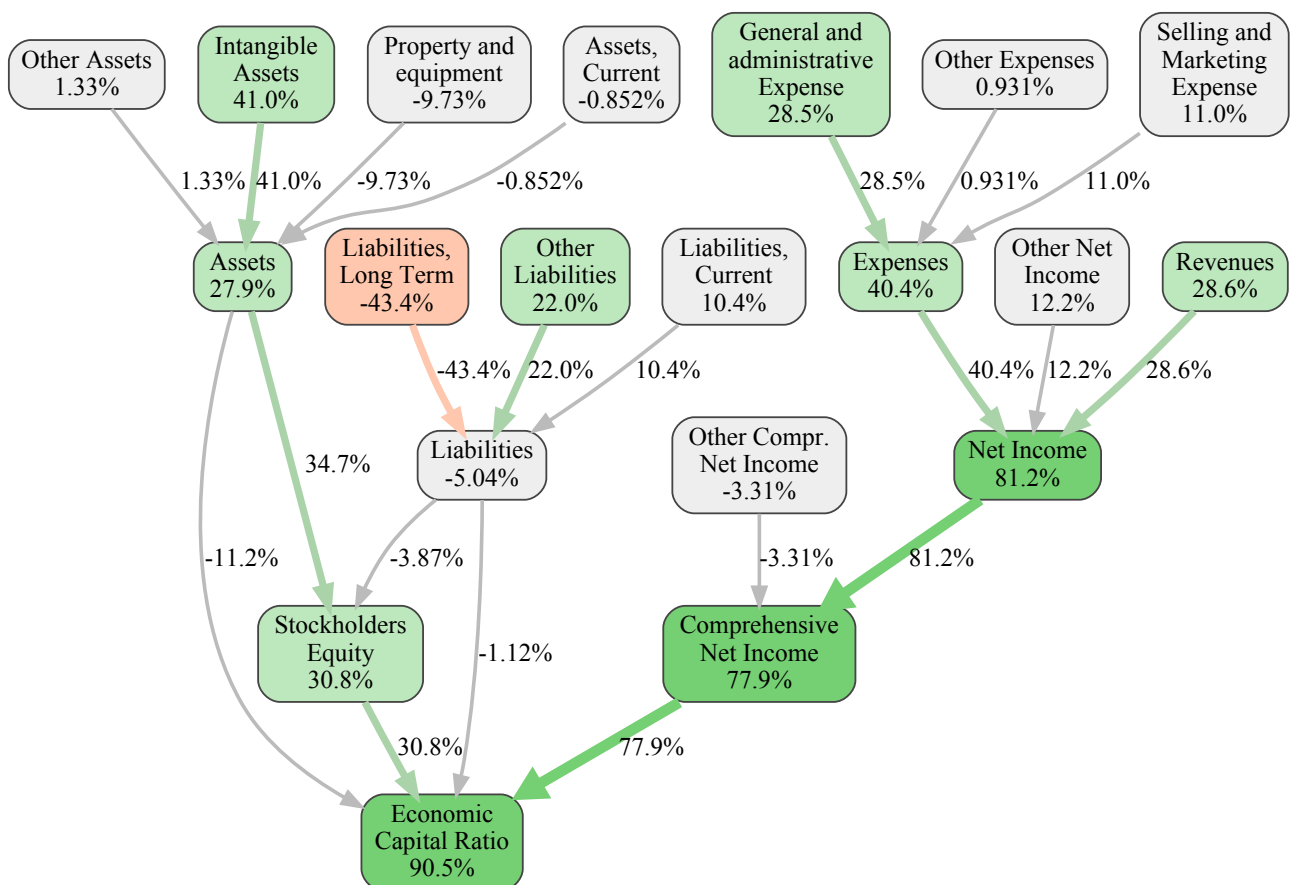 Other Assets
1.33%
Intangible
Assets
41.0%
Property and
equipment
-9.73%
Assets,
Current
-0.852%
General and
administrative
Expense
28.5%
Other Expenses
0.931%
Selling and
Marketing
Expense
11.0%
1.33%
41.0%
-9.73%
-0.852%
28.5%
0.931%
11.0%
Assets
27.9%
Liabilities,
Long Term
-43.4%
Other
Liabilities
22.0%
Liabilities,
Current
10.4%
Expenses
40.4%
Other Net
Income
12.2%
Revenues
28.6%
-43.4%
22.0%
10.4%
40.4%
12.2%
28.6%
34.7%
Liabilities
-5.04%
Other Compr.
Net Income
-3.31%
Net Income
81.2%
-11.2%
-3.87%
-3.31%
81.2%
Stockholders
Equity
30.8%
-1.12%
Comprehensive
Net Income
77.9%
30.8%
77.9%
Economic
Capital Ratio
90.5%